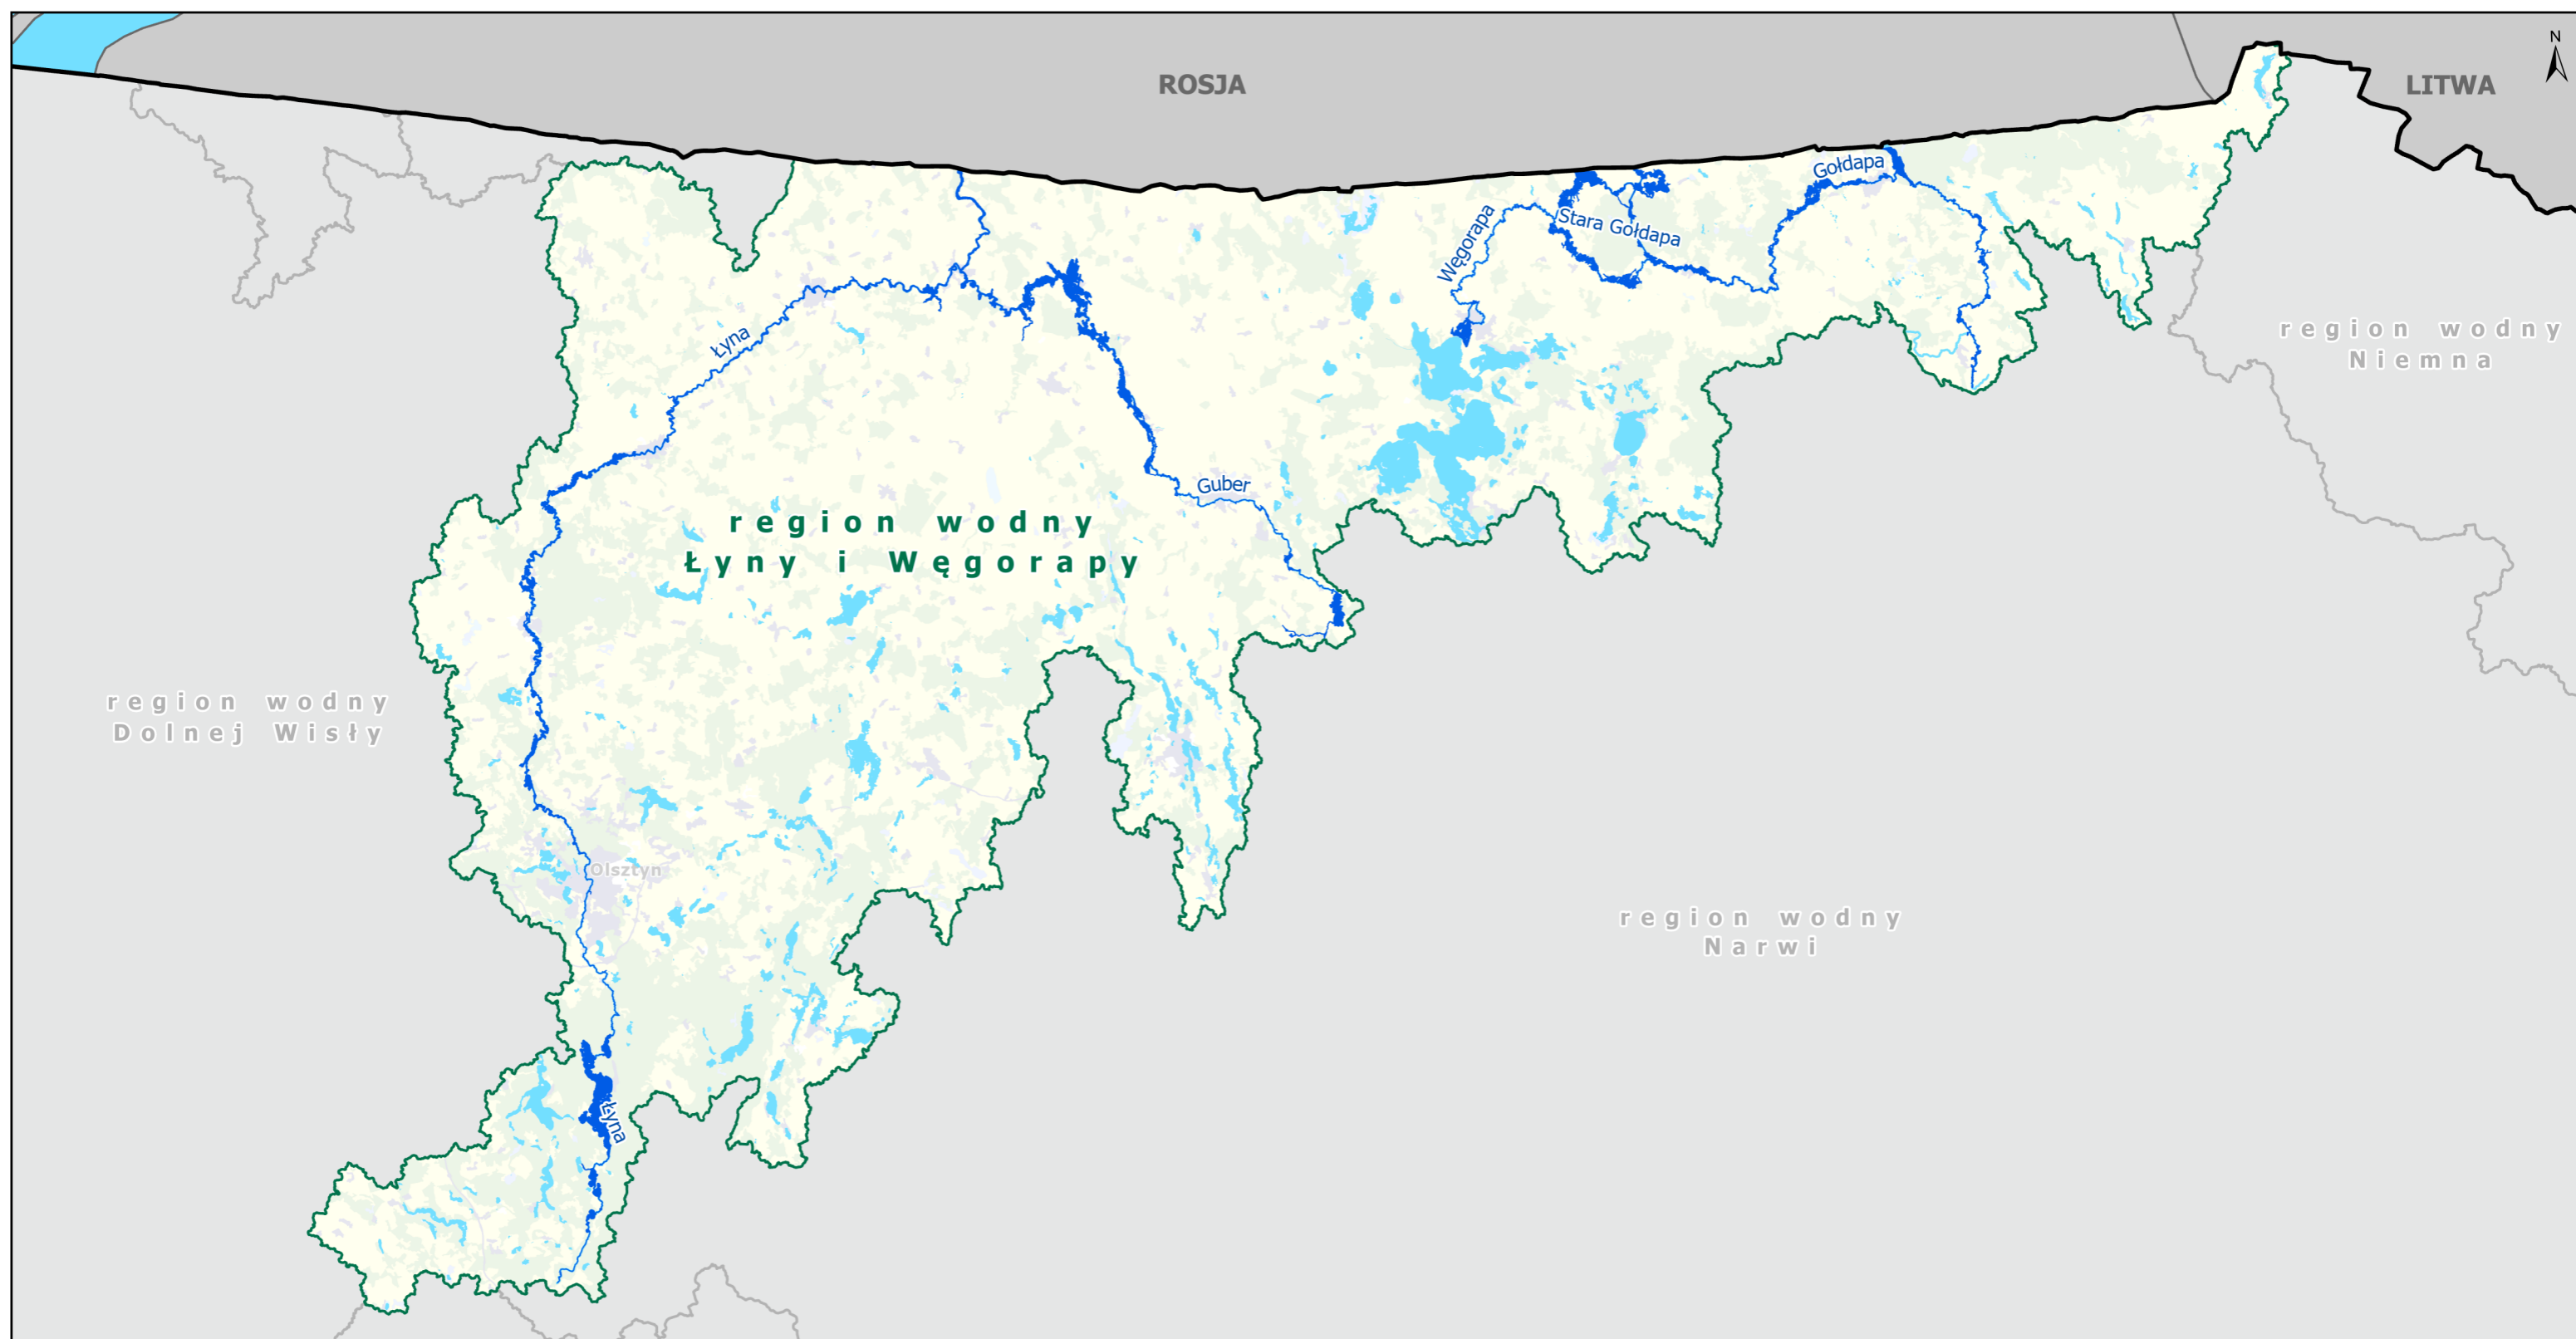 N
ROSJA
LITWA
Gołdapa
Stara Gołdapa
Węgorapa
Łyna
region wodny
Niemna
Guber
region wodny
Łyny i Węgorapy
region wodny
Dolnej Wisły
Olsztyn
region wodny
Narwi
Łyna